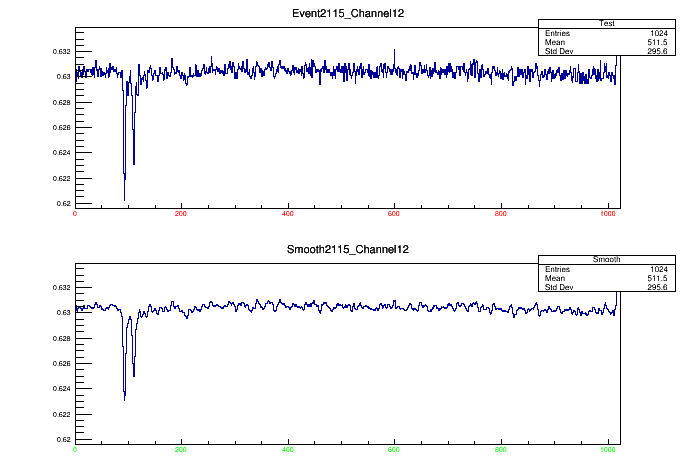 Event2115_Channel12
Test
Entries 1024
Mean 511.5
Std Dev 295.6
0.632
0.63
0.628
0.626
0.624
0.622
0.62
0 200 400 600 800 1000
Smooth2115_Channel12
Smooth
Entries 1024
Mean 511.5
Std Dev 295.6
0.632
0.63
0.628
0.626
0.624
0.622
0.62
0 200 400 600 800 1000